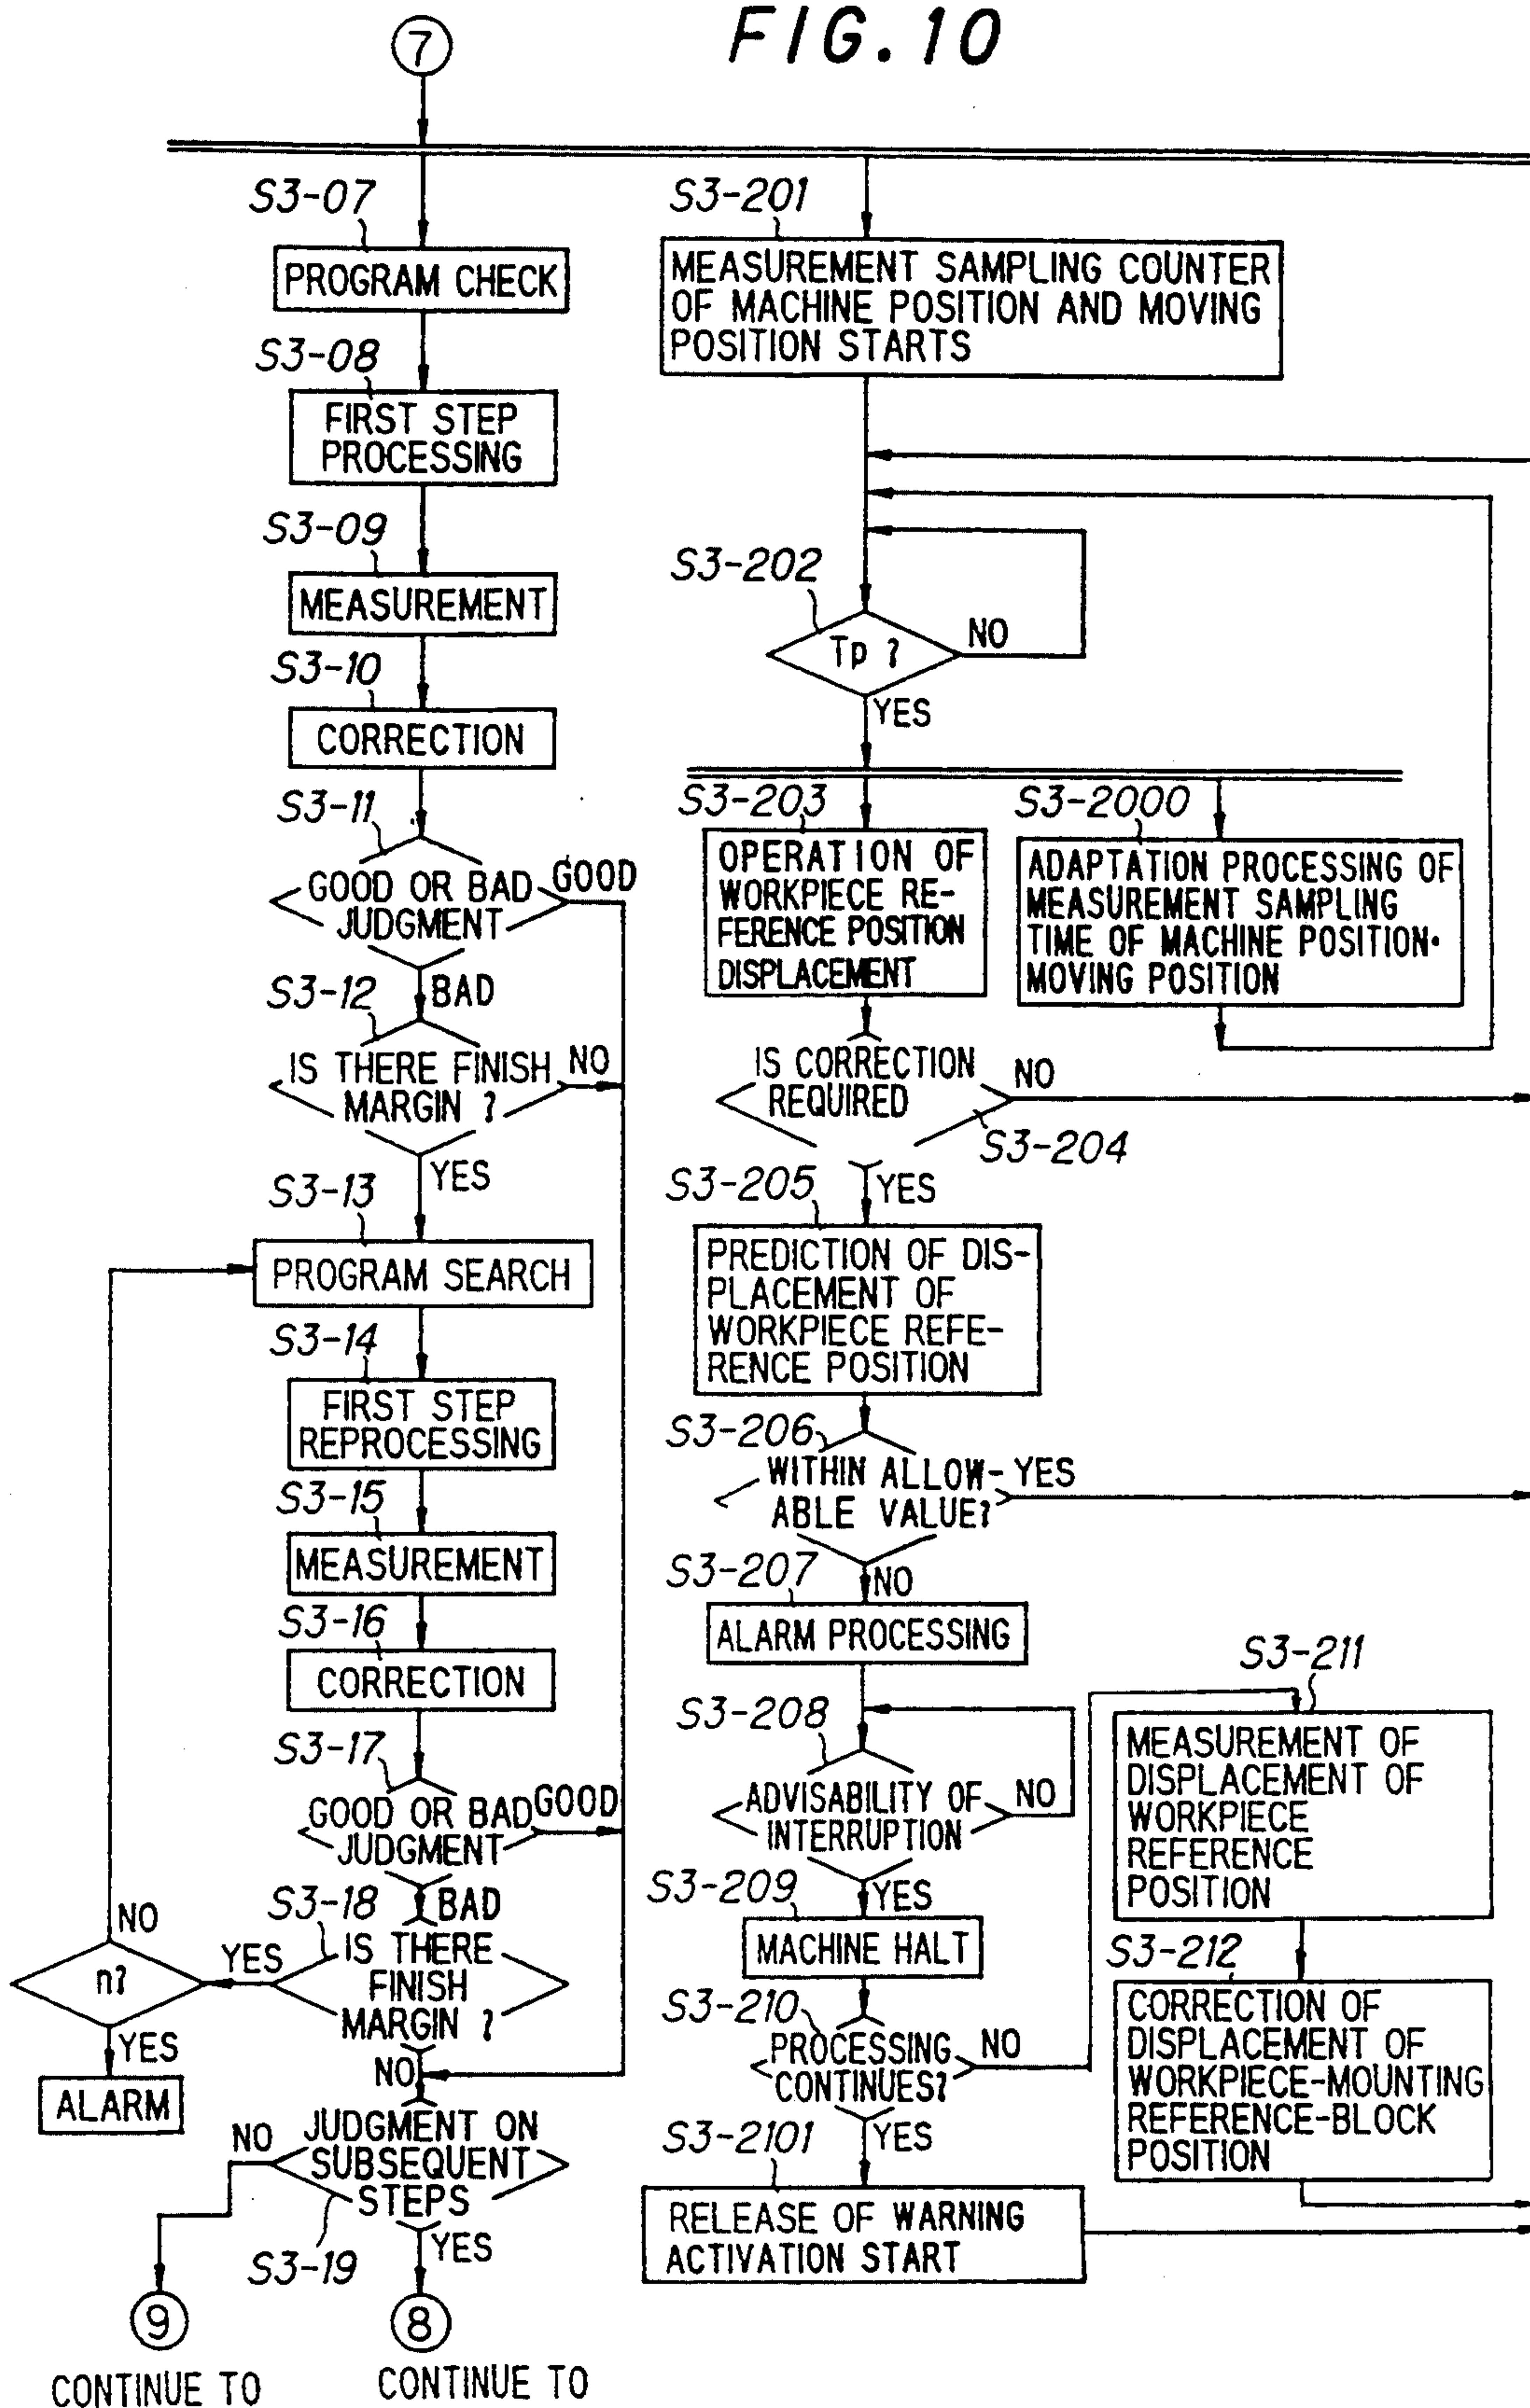 FIG. 10
7
S3-07
PROGRAM CHECK
S3-08
FIRST STEP
PROCESSING
S3-09
MEASUREMENT
S3-10
CORRECTION
S3-11
GOOD OR BAD
JUDGMENT
GOOD
BAD
S3-12
IS THERE FINISH
MARGIN ?
NO
YES
S3-13
PROGRAM SEARCH
S3-14
FIRST STEP
REPROCESSING
S3-15
MEASUREMENT
S3-16
CORRECTION
S3-17
GOOD OR BAD
JUDGMENT
GOOD
BAD
S3-18
IS THERE
FINISH
MARGIN ?
YES
NO
n?
NO
YES
ALARM
JUDGMENT ON
SUBSEQUENT
STEPS
NO
YES
S3-19
9
8
CONTINUE TO
CONTINUE TO
S3-201
MEASUREMENT SAMPLING COUNTER
OF MACHINE POSITION AND MOVING
POSITION STARTS
S3-202
Tp ?
NO
YES
S3-203
OPERATION OF
WORKPIECE RE-
FERENCE POSITION
DISPLACEMENT
S3-2000
ADAPTATION PROCESSING OF
MEASUREMENT SAMPLING
TIME OF MACHINE POSITION·
MOVING POSITION
IS CORRECTION
REQUIRED
NO
S3-204
YES
S3-205
PREDICTION OF DIS-
PLACEMENT OF
WORKPIECE REFE-
RENCE POSITION
S3-206
WITHIN ALLOW-
ABLE VALUE?
YES
NO
S3-207
ALARM PROCESSING
S3-208
ADVISABILITY OF
INTERRUPTION
NO
YES
S3-209
MACHINE HALT
S3-210
PROCESSING
CONTINUES?
NO
YES
S3-2101
RELEASE OF WARNING
ACTIVATION START
S3-211
MEASUREMENT OF
DISPLACEMENT OF
WORKPIECE
REFERENCE
POSITION
S3-212
CORRECTION OF
DISPLACEMENT OF
WORKPIECE-MOUNTING
REFERENCE-BLOCK
POSITION